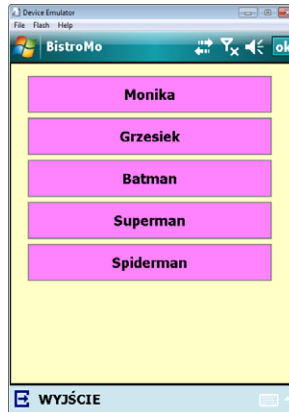 Device Emulator
File Flash Help
BistroMo
ok
Monika
Grzesiek
Batman
Superman
Spiderman
WYJŚCIE